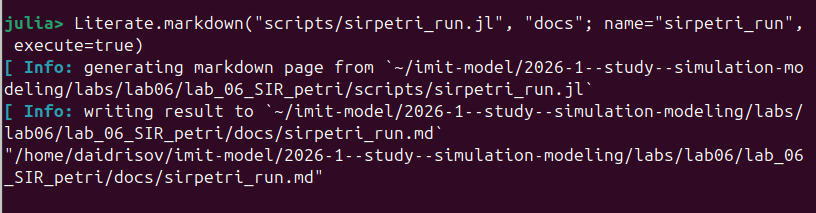 julia> Literate.markdown("scripts/sirpetri_run.jl", "docs"; name="sirpetri_run",
 execute=true)
[ Info: generating markdown page from `~/imit-model/2026-1--study--simulation-mo
deling/labs/lab06/lab_06_SIR_petri/scripts/sirpetri_run.jl`
[ Info: writing result to `~/imit-model/2026-1--study--simulation-modeling/labs/
lab06/lab_06_SIR_petri/docs/sirpetri_run.md`
"/home/daidrisov/imit-model/2026-1--study--simulation-modeling/labs/lab06/lab_06
_SIR_petri/docs/sirpetri_run.md"